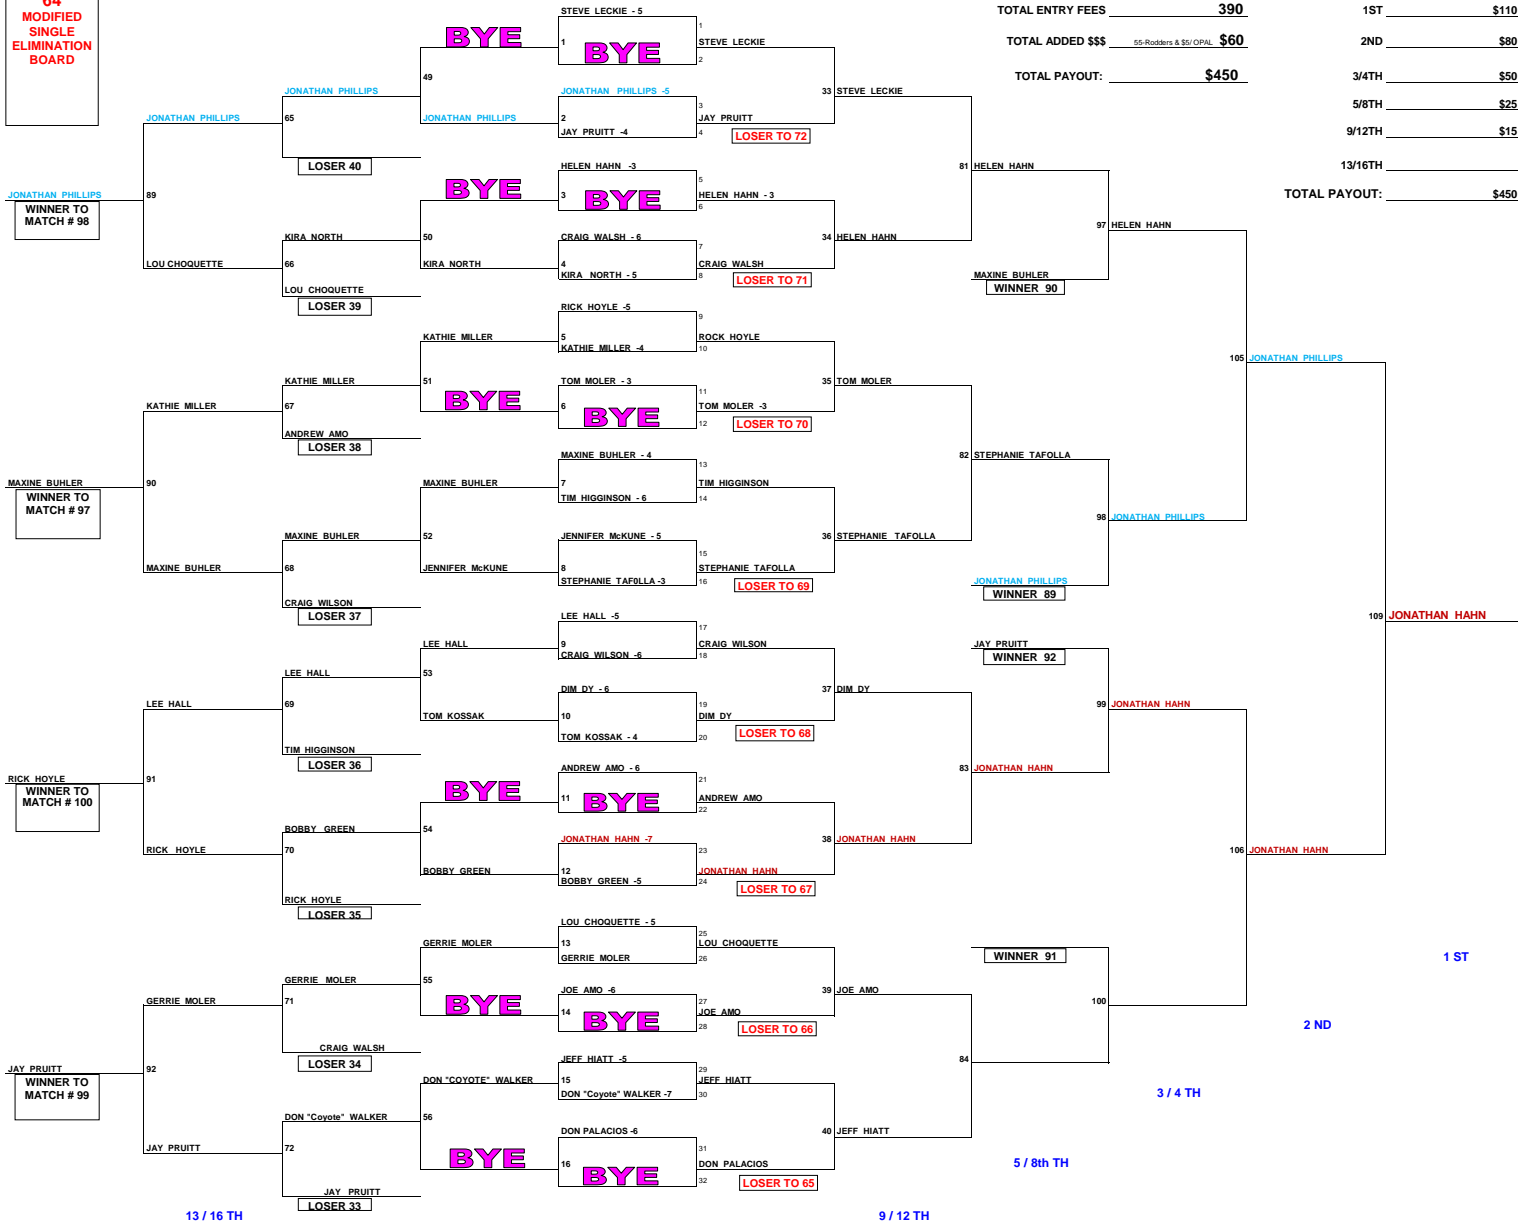 64
MODIFIED
SINGLE
ELIMINATION
BOARD
TOTAL ENTRY FEES 390
TOTAL ADDED $$$ 55-Rodders & $5/ OPAL $60
TOTAL PAYOUT: $450
1ST $110
2ND $80
3/4TH $50
5/8TH $25
9/12TH $15
13/16TH
TOTAL PAYOUT: $450
JONATHAN PHILLIPS
WINNER TO
MATCH # 98
MAXINE BUHLER
WINNER TO
MATCH # 97
RICK HOYLE
WINNER TO
MATCH # 100
JAY PRUITT
WINNER TO
MATCH # 99
JONATHAN PHILLIPS
89
LOU CHOQUETTE
KATHIE MILLER
90
MAXINE BUHLER
LEE HALL
91
RICK HOYLE
GERRIE MOLER
92
JAY PRUITT
13 / 16 TH
JONATHAN PHILLIPS
65
LOSER 40
KIRA NORTH
66
LOU CHOQUETTE
LOSER 39
KATHIE MILLER
67
ANDREW AMO
LOSER 38
MAXINE BUHLER
68
CRAIG WILSON
LOSER 37
LEE HALL
69
TIM HIGGINSON
LOSER 36
BOBBY GREEN
70
RICK HOYLE
LOSER 35
GERRIE MOLER
71
CRAIG WALSH
LOSER 34
DON "Coyote" WALKER
72
JAY PRUITT
LOSER 33
BYE
49
JONATHAN PHILLIPS
BYE
50
KIRA NORTH
KATHIE MILLER
51
BYE
MAXINE BUHLER
52
JENNIFER McKUNE
LEE HALL
53
TOM KOSSAK
BYE
54
BOBBY GREEN
GERRIE MOLER
55
BYE
DON "COYOTE" WALKER
56
BYE
STEVE LECKIE - 5
1
BYE
1
2
JONATHAN PHILLIPS -5
2
JAY PRUITT -4
3
4
HELEN HAHN -3
3
BYE
5
6
CRAIG WALSH - 6
4
KIRA NORTH - 5
7
8
RICK HOYLE -5
5
KATHIE MILLER -4
9
10
TOM MOLER - 3
6
BYE
11
12
MAXINE BUHLER - 4
7
TIM HIGGINSON - 6
13
14
JENNIFER McKUNE - 5
8
STEPHANIE TAF0LLA -3
15
16
LEE HALL -5
9
CRAIG WILSON -6
17
18
DIM DY - 6
10
TOM KOSSAK - 4
19
20
ANDREW AMO - 6
11
BYE
21
22
JONATHAN HAHN -7
12
BOBBY GREEN -5
23
24
LOU CHOQUETTE - 5
13
GERRIE MOLER
25
26
JOE AMO -6
14
BYE
27
28
JEFF HIATT -5
15
DON "Coyote" WALKER -7
29
30
DON PALACIOS -6
16
BYE
31
32
STEVE LECKIE
33
JAY PRUITT
LOSER TO 72
HELEN HAHN - 3
34
CRAIG WALSH
LOSER TO 71
ROCK HOYLE
35
TOM MOLER -3
LOSER TO 70
TIM HIGGINSON
36
STEPHANIE TAFOLLA
LOSER TO 69
CRAIG WILSON
37
DIM DY
LOSER TO 68
ANDREW AMO
38
JONATHAN HAHN
LOSER TO 67
LOU CHOQUETTE
39
JOE AMO
LOSER TO 66
JEFF HIATT
40
DON PALACIOS
LOSER TO 65
STEVE LECKIE
81
HELEN HAHN
TOM MOLER
82
STEPHANIE TAFOLLA
DIM DY
83
JONATHAN HAHN
JOE AMO
84
JEFF HIATT
9 / 12 TH
HELEN HAHN
97
MAXINE BUHLER
WINNER 90
STEPHANIE TAFOLLA
98
JONATHAN PHILLIPS
WINNER 89
JAY PRUITT
WINNER 92
99
JONATHAN HAHN
WINNER 91
100
5 / 8th TH
HELEN HAHN
105
JONATHAN PHILLIPS
JONATHAN HAHN
106
3 / 4 TH
JONATHAN PHILLIPS
109
JONATHAN HAHN
2 ND
JONATHAN HAHN
1 ST